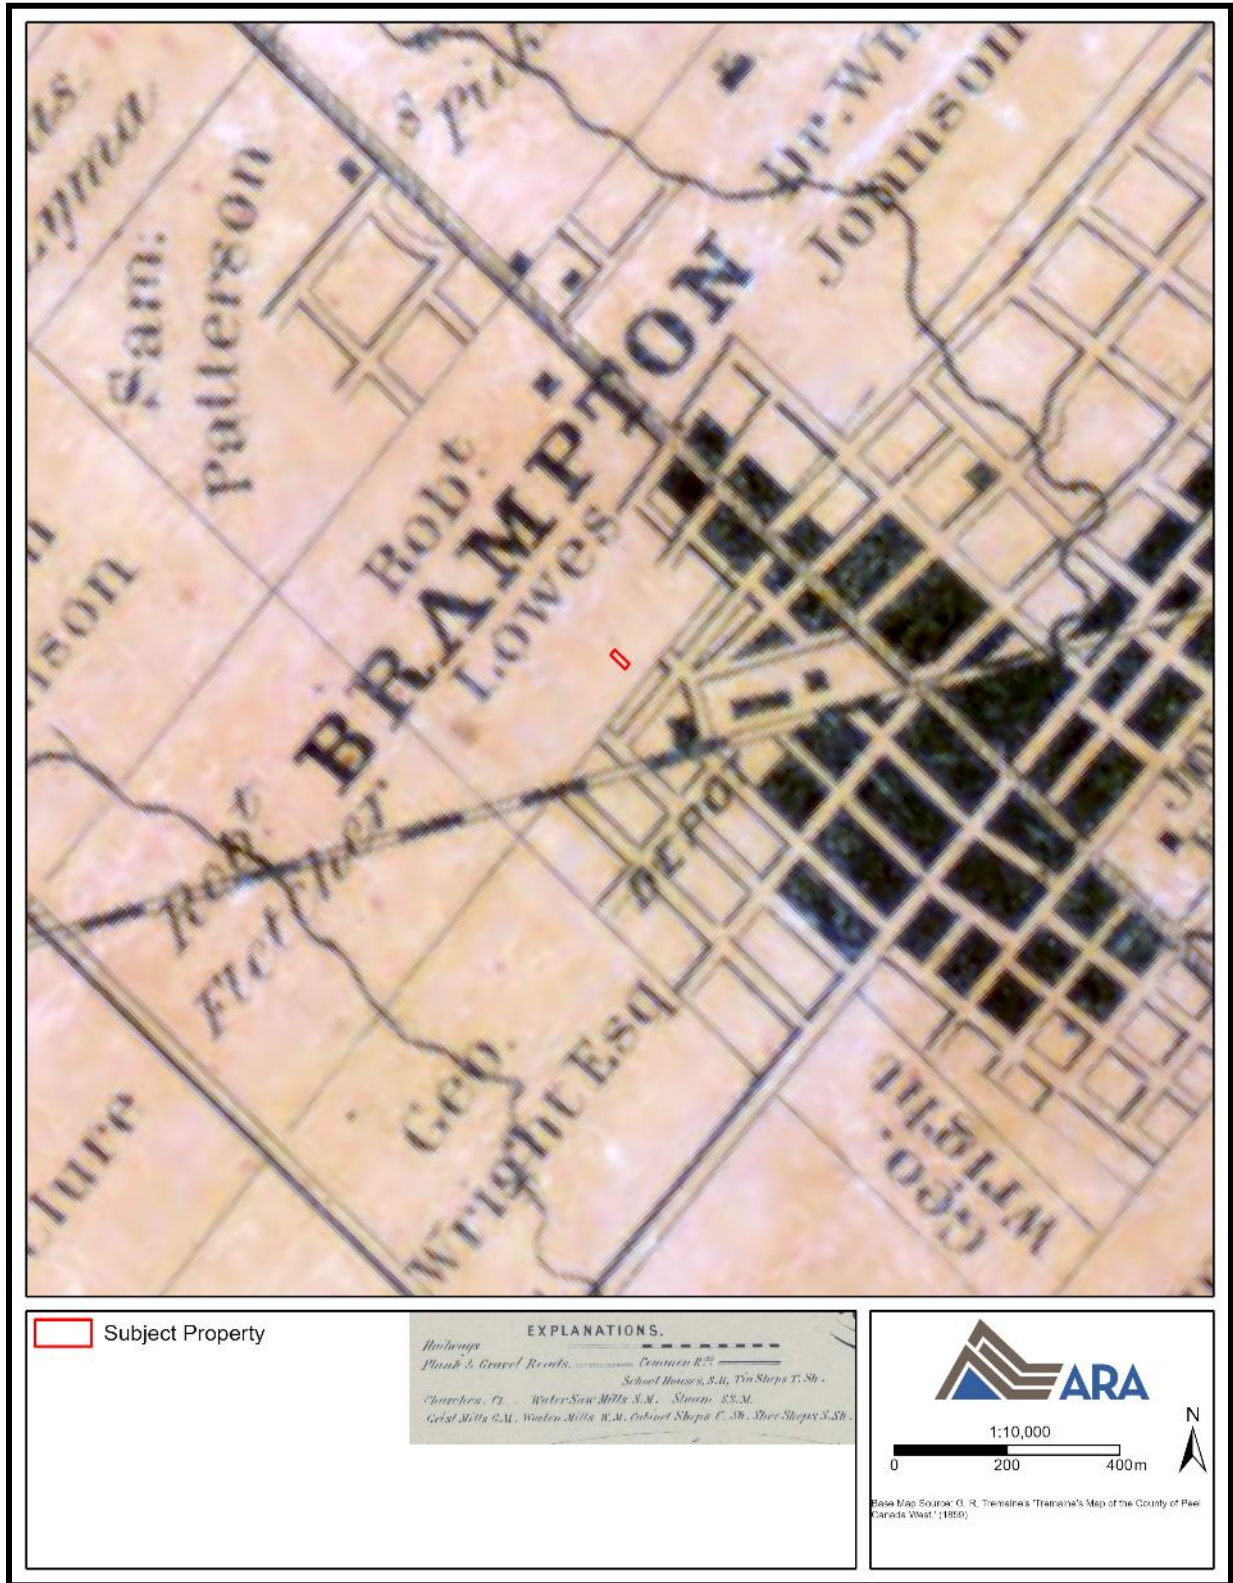 Sam:
Patterson
Johnson
BRAMPTON
Robt.
Lowes
Robt
Fletcher
DEPOT
Geo.
Wright Esq
Geo.
Wright
Subject Property
EXPLANATIONS.
Railways
Plank & Gravel Roads. Common Rds
School Houses, S.H, Tin Shops T. Sh.
Churches. Ch. Water Saw Mills S.M. Steam S.S.M.
Grist Mills G.M. Woolen Mills W.M. Cabinet Shops C. Sh. Shoe Shops S.Sh.
ARA
1:10,000
0 200 400m
N
Base Map Source: G. R. Tremaine's 'Tremaine's Map of the County of Peel
Canada West,' (1859)